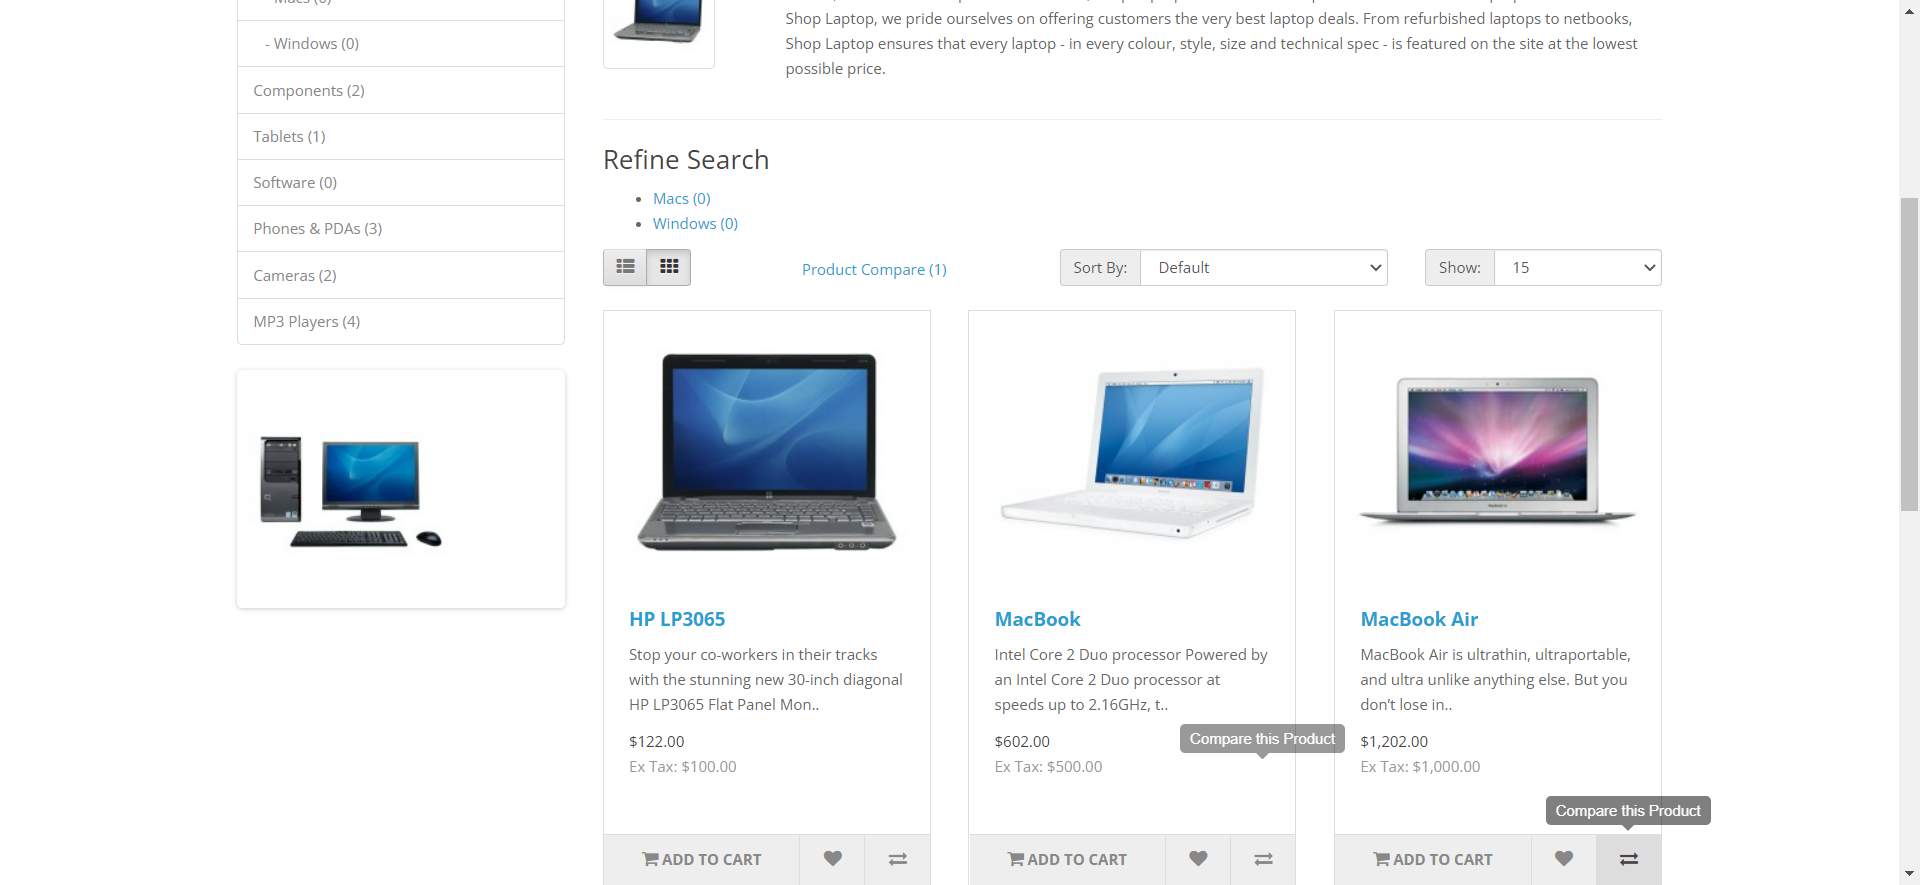 - Windows (0)
Components (2)
Tablets (1)
Software (0)
Phones & PDAs (3)
Cameras (2)
MP3 Players (4)
Shop Laptop, we pride ourselves on offering customers the very best laptop deals. From refurbished laptops to netbooks,
Shop Laptop ensures that every laptop - in every colour, style, size and technical spec - is featured on the site at the lowest
possible price.
Refine Search
Macs (0)
Windows (0)
Product Compare (1)
Sort By:
Default
Show:
15
HP LP3065
Stop your co-workers in their tracks
with the stunning new 30-inch diagonal
HP LP3065 Flat Panel Mon..
$122.00
Ex Tax: $100.00
ADD TO CART
MacBook
Intel Core 2 Duo processor Powered by
an Intel Core 2 Duo processor at
speeds up to 2.16GHz, t..
Compare this Product
$602.00
Ex Tax: $500.00
ADD TO CART
MacBook Air
MacBook Air is ultrathin, ultraportable,
and ultra unlike anything else. But you
don’t lose in..
$1,202.00
Ex Tax: $1,000.00
Compare this Product
ADD TO CART